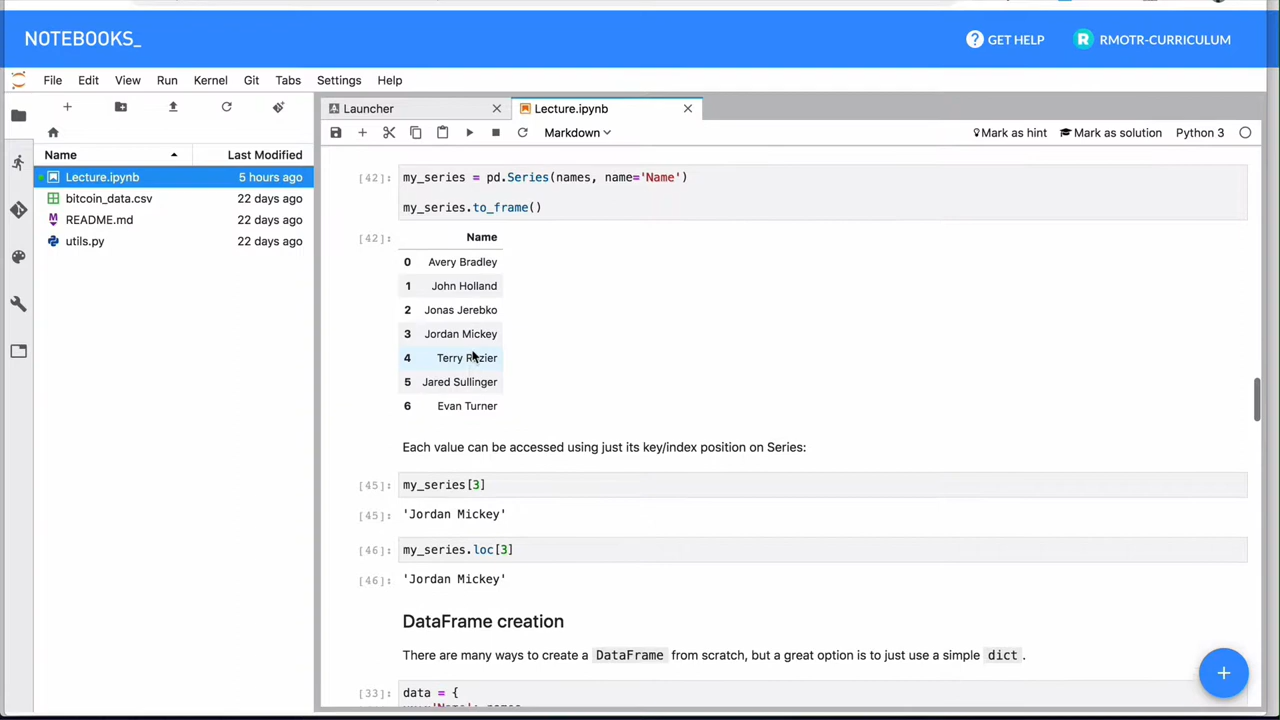 NOTEBOOKS_
? GET HELP
R RMOTR-CURRICULUM
File Edit View Run Kernel Git Tabs Settings Help
Launcher
Lecture.ipynb
Markdown
Mark as hint
Mark as solution
Python 3
Name Last Modified
Lecture.ipynb 5 hours ago
bitcoin_data.csv 22 days ago
README.md 22 days ago
utils.py 22 days ago
[42]: my_series = pd.Series(names, name='Name')
my_series.to_frame()
[42]: Name
0 Avery Bradley
1 John Holland
2 Jonas Jerebko
3 Jordan Mickey
4 Terry Rozier
5 Jared Sullinger
6 Evan Turner
Each value can be accessed using just its key/index position on Series:
[45]: my_series[3]
[45]: 'Jordan Mickey'
[46]: my_series.loc[3]
[46]: 'Jordan Mickey'
DataFrame creation
There are many ways to create a DataFrame from scratch, but a great option is to just use a simple dict.
[33]: data = {